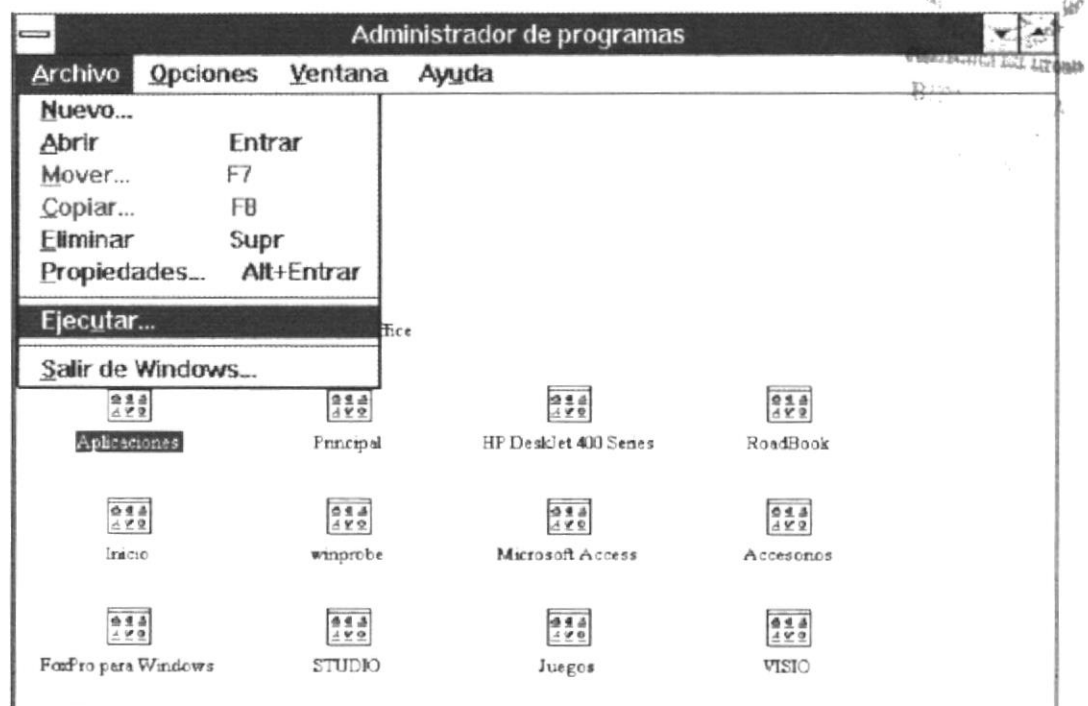 Administrador de programas
Archivo Opciones Ventana Ayuda
Nuevo...
Abrir Entrar
Mover... F7
Copiar... F8
Eliminar Supr
Propiedades... Alt+Entrar
Ejecutar...
Salir de Windows...
Aplicaciones Principal HP DeskJet 400 Series RoadBook
Inicio winprobe Microsoft Access Accesorios
FoxPro para Windows STUDIO Juegos VISIO